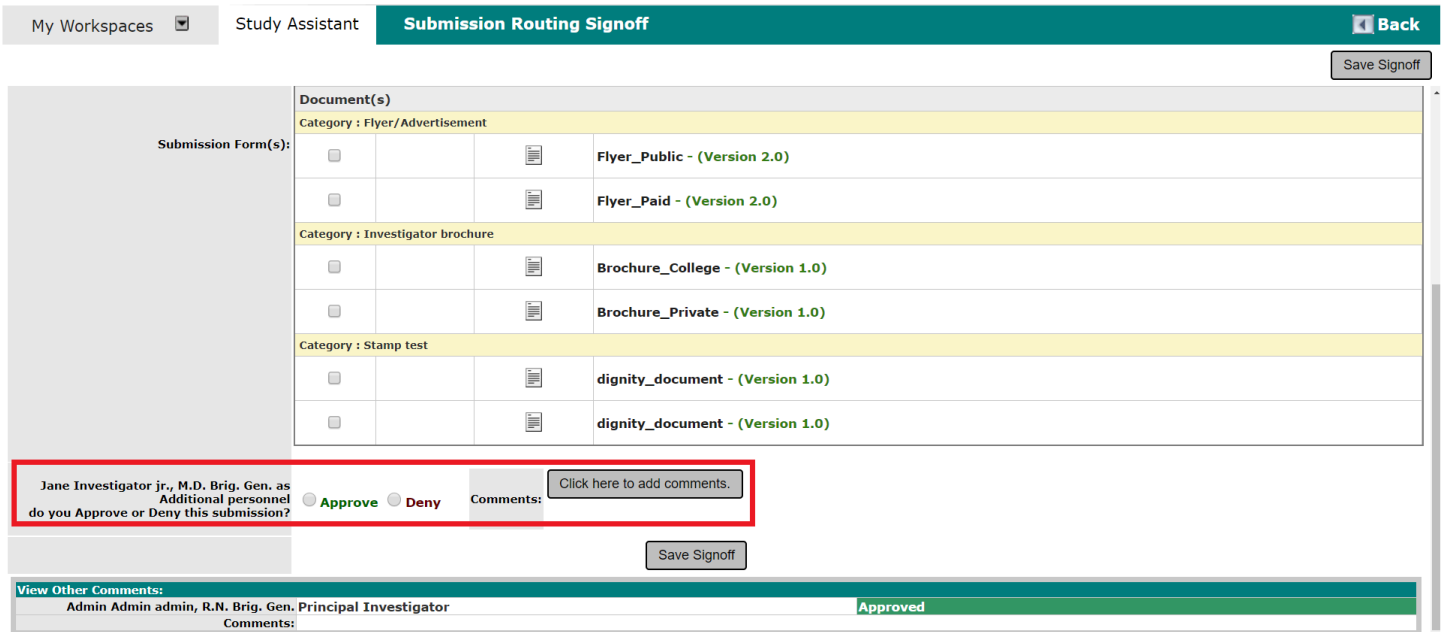 My Workspaces
Study Assistant
Submission Routing Signoff
Back
Save Signoff
Document(s)
Category : Flyer/Advertisement
Submission Form(s):
Flyer_Public - (Version 2.0)
Flyer_Paid - (Version 2.0)
Category : Investigator brochure
Brochure_College - (Version 1.0)
Brochure_Private - (Version 1.0)
Category : Stamp test
dignity_document - (Version 1.0)
dignity_document - (Version 1.0)
Jane Investigator jr., M.D. Brig. Gen. as
Additional personnel
do you Approve or Deny this submission?
Approve Deny
Comments:
Click here to add comments.
Save Signoff
View Other Comments:
Admin Admin admin, R.N. Brig. Gen. Principal Investigator Approved
Comments: